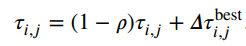 τ_{i,j} = (1 − ρ)τ_{i,j} + Δτ_{i,j}^{best}